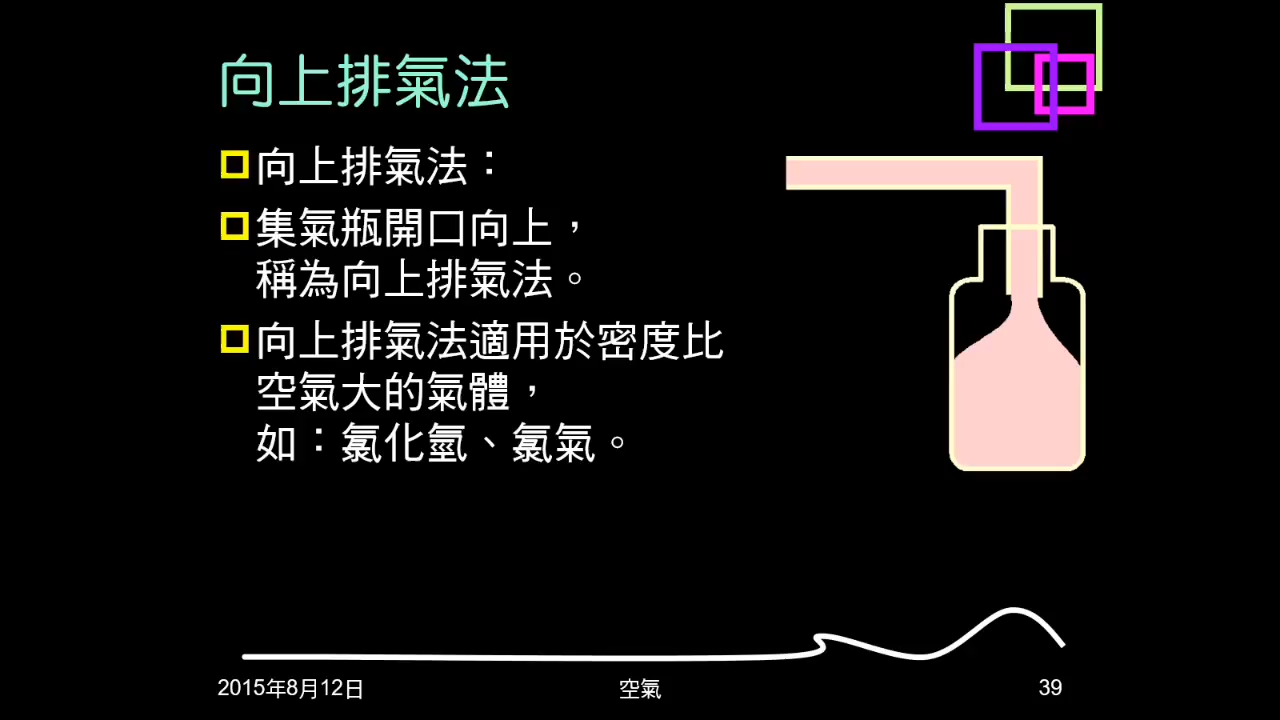 向上排氣法
向上排氣法：
集氣瓶開口向上，
稱為向上排氣法。
向上排氣法適用於密度比
空氣大的氣體，
如：氯化氫、氯氣。
2015年8月12日
空氣
39